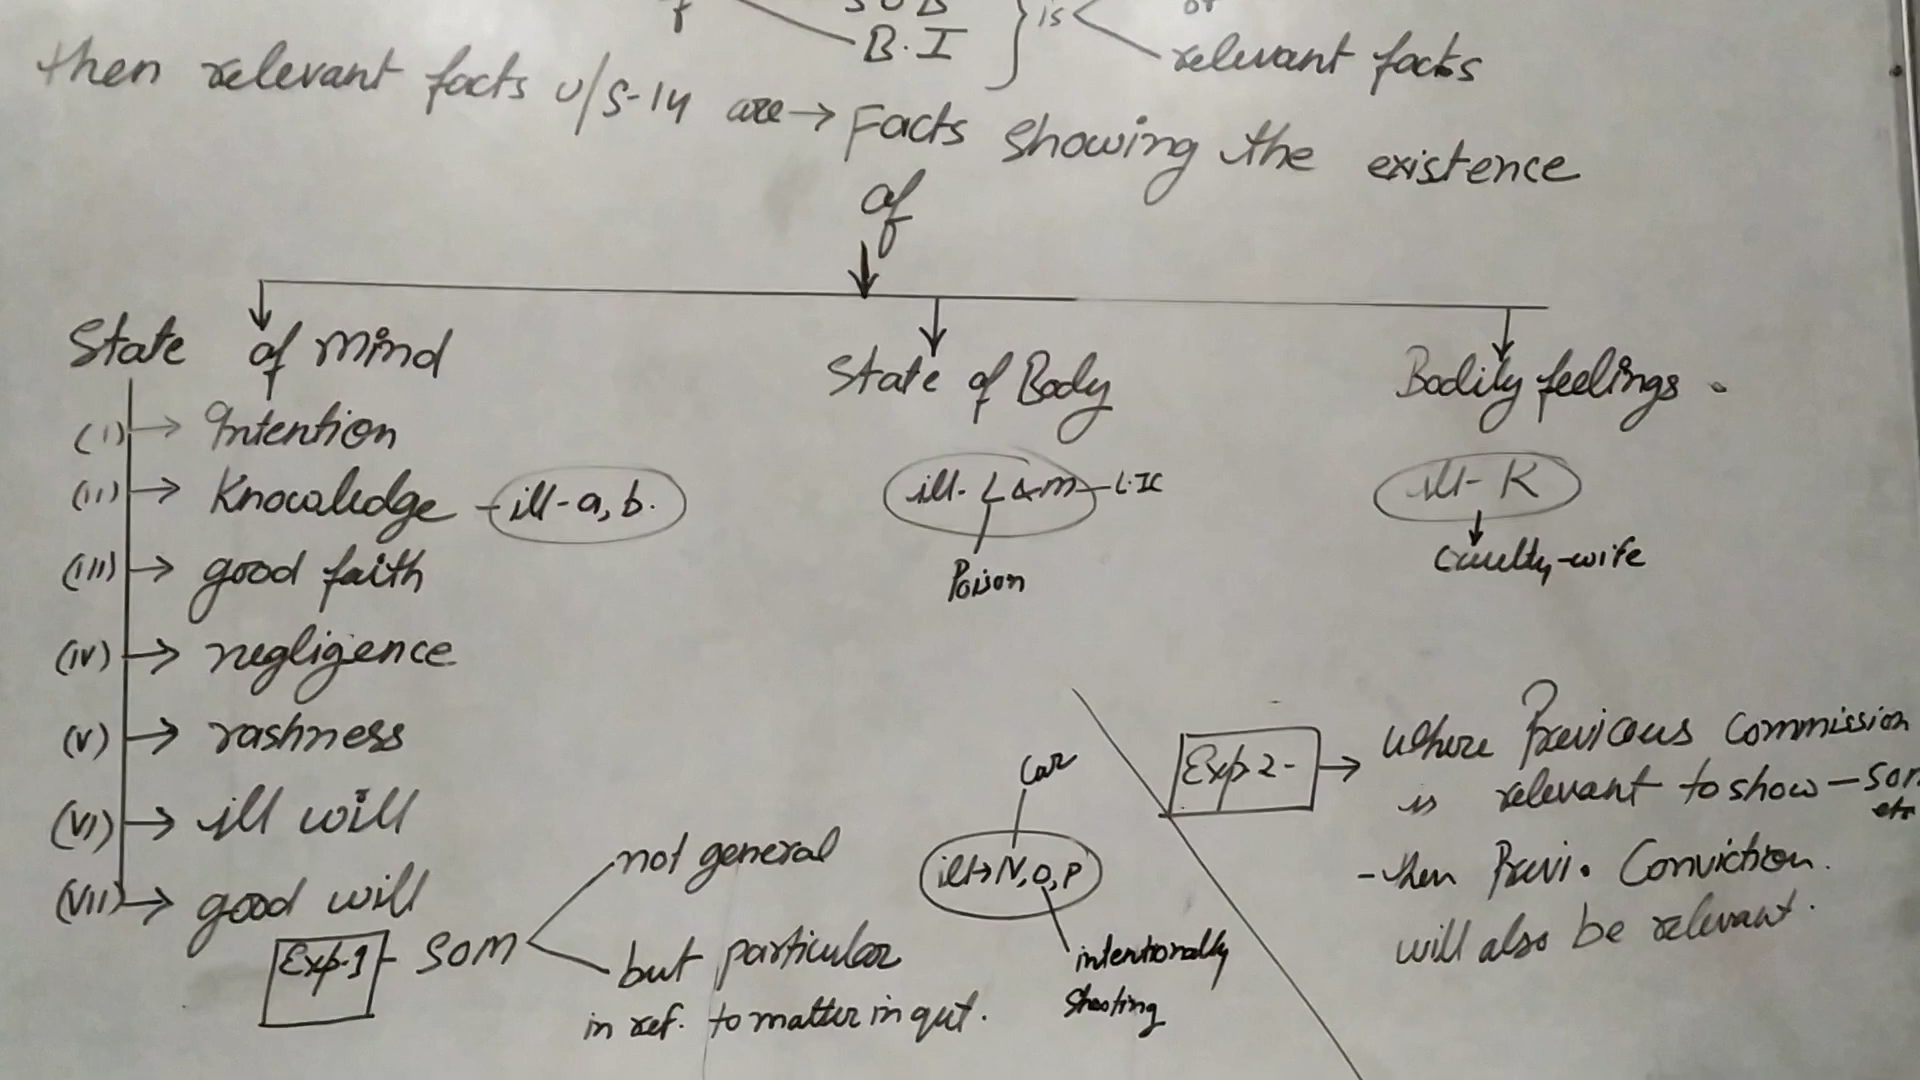 B.I } is
relevant facts
then relevant facts u/s-14 are → Facts showing the existence
of
State of mind
State of Body
Bodily feelings.
(i) → Intention
(ii) → Knowledge - ill-a, b.
ill- L & m - LIC
Poison
ill- K
Cruelty-wife
(iii) → good faith
(iv) → negligence
(v) → rashness
(vi) → ill will
(vii) → good will
Exp.1 - SOM
not general
but particular
in ref. to matter in qut.
Car
ill→ N, O, P
intentionally
shooting
Exp 2- → where Previous Commission
is relevant to show - som
etc
- then Previ. Conviction.
will also be relevant.